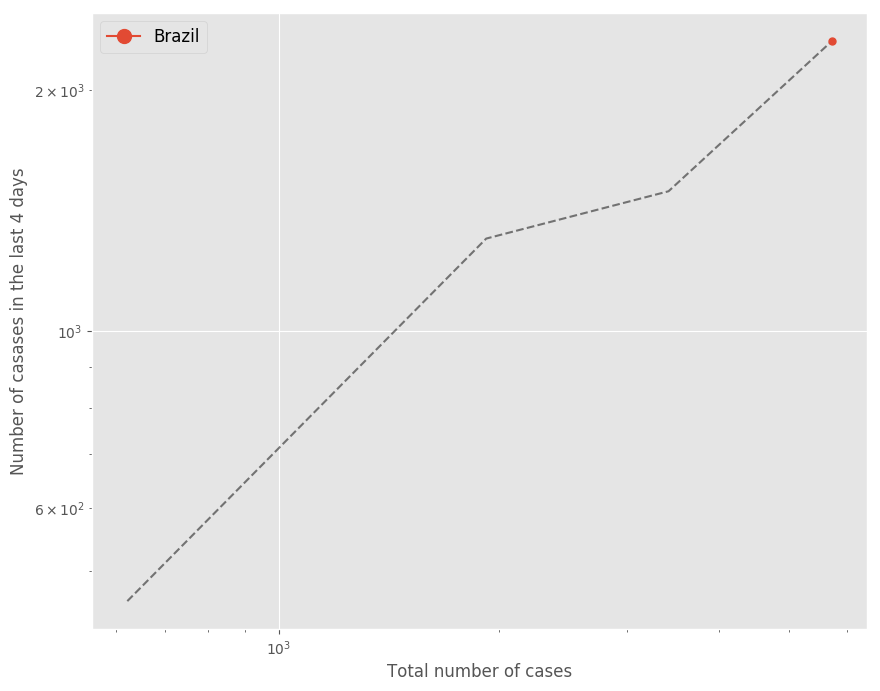 Brazil
2 × 10³
10³
6 × 10²
10³
Number of casases in the last 4 days
Total number of cases